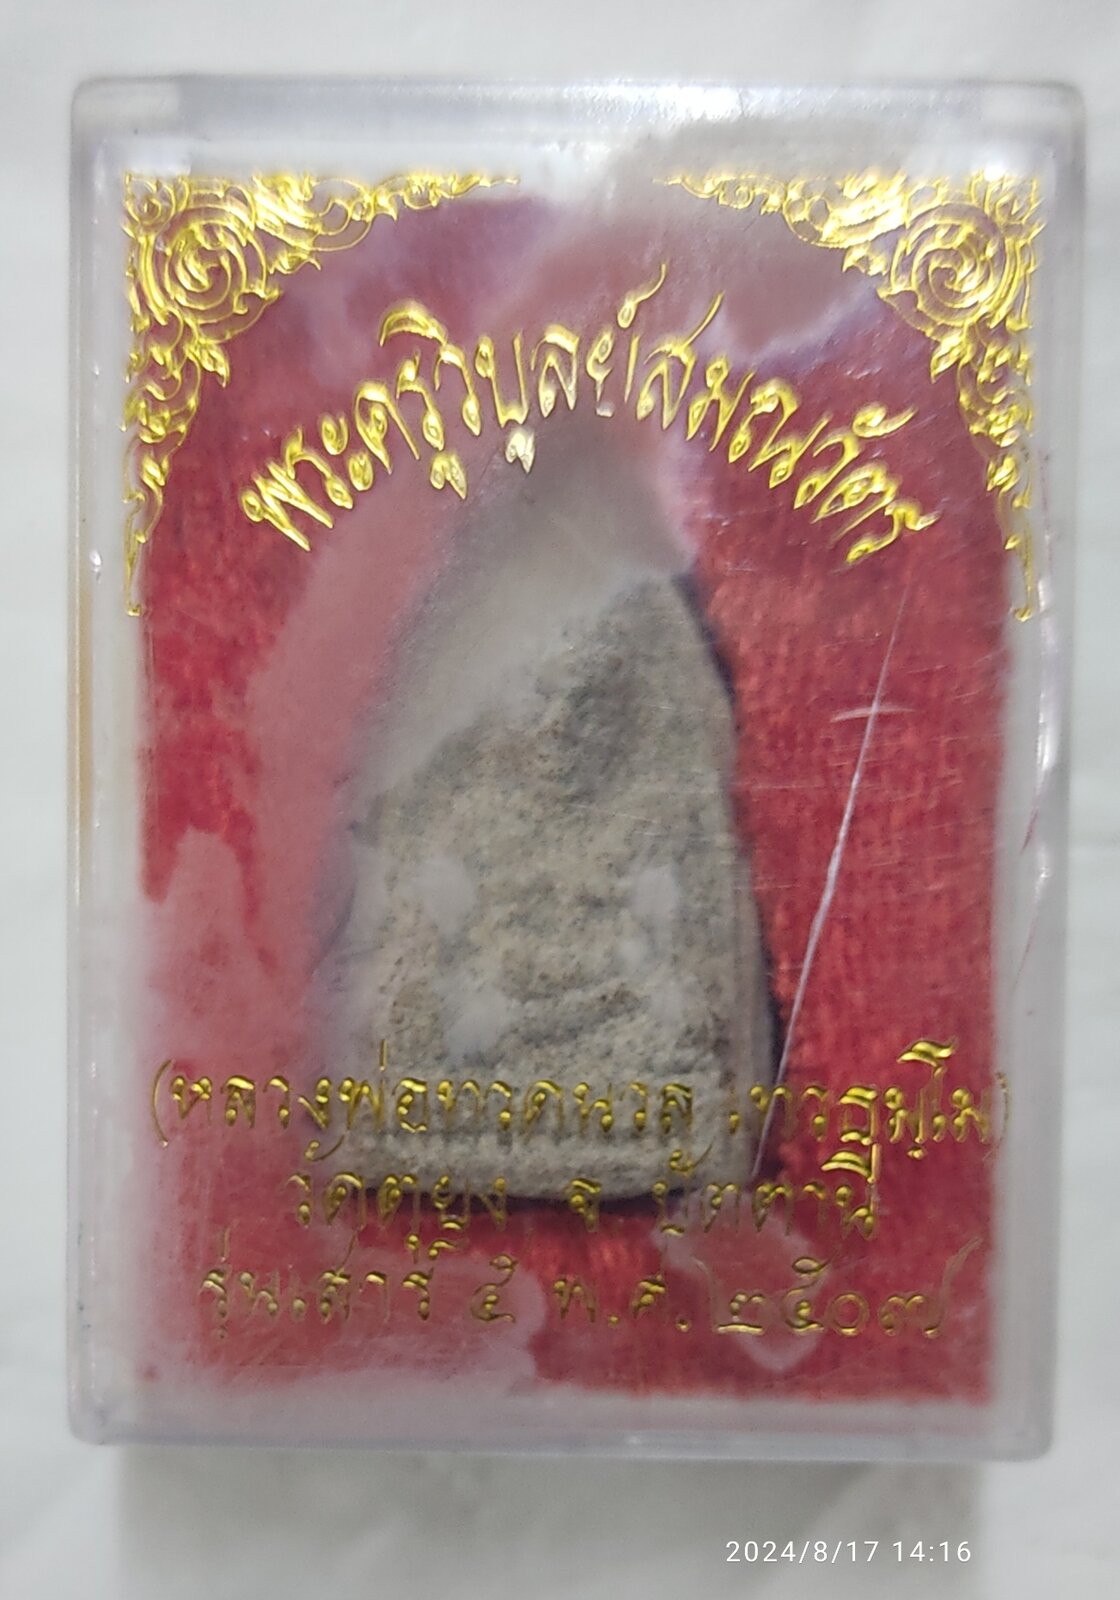 พระครูวิบูลย์สมณวัตร
(หลวงพ่อทวดนวล เทวธมฺโม)
วัดตุยง จ ปัตตานี
รุ่นเสาร์ ๕ พ.ศ.๒๕๐๗
2024/8/17 14:16